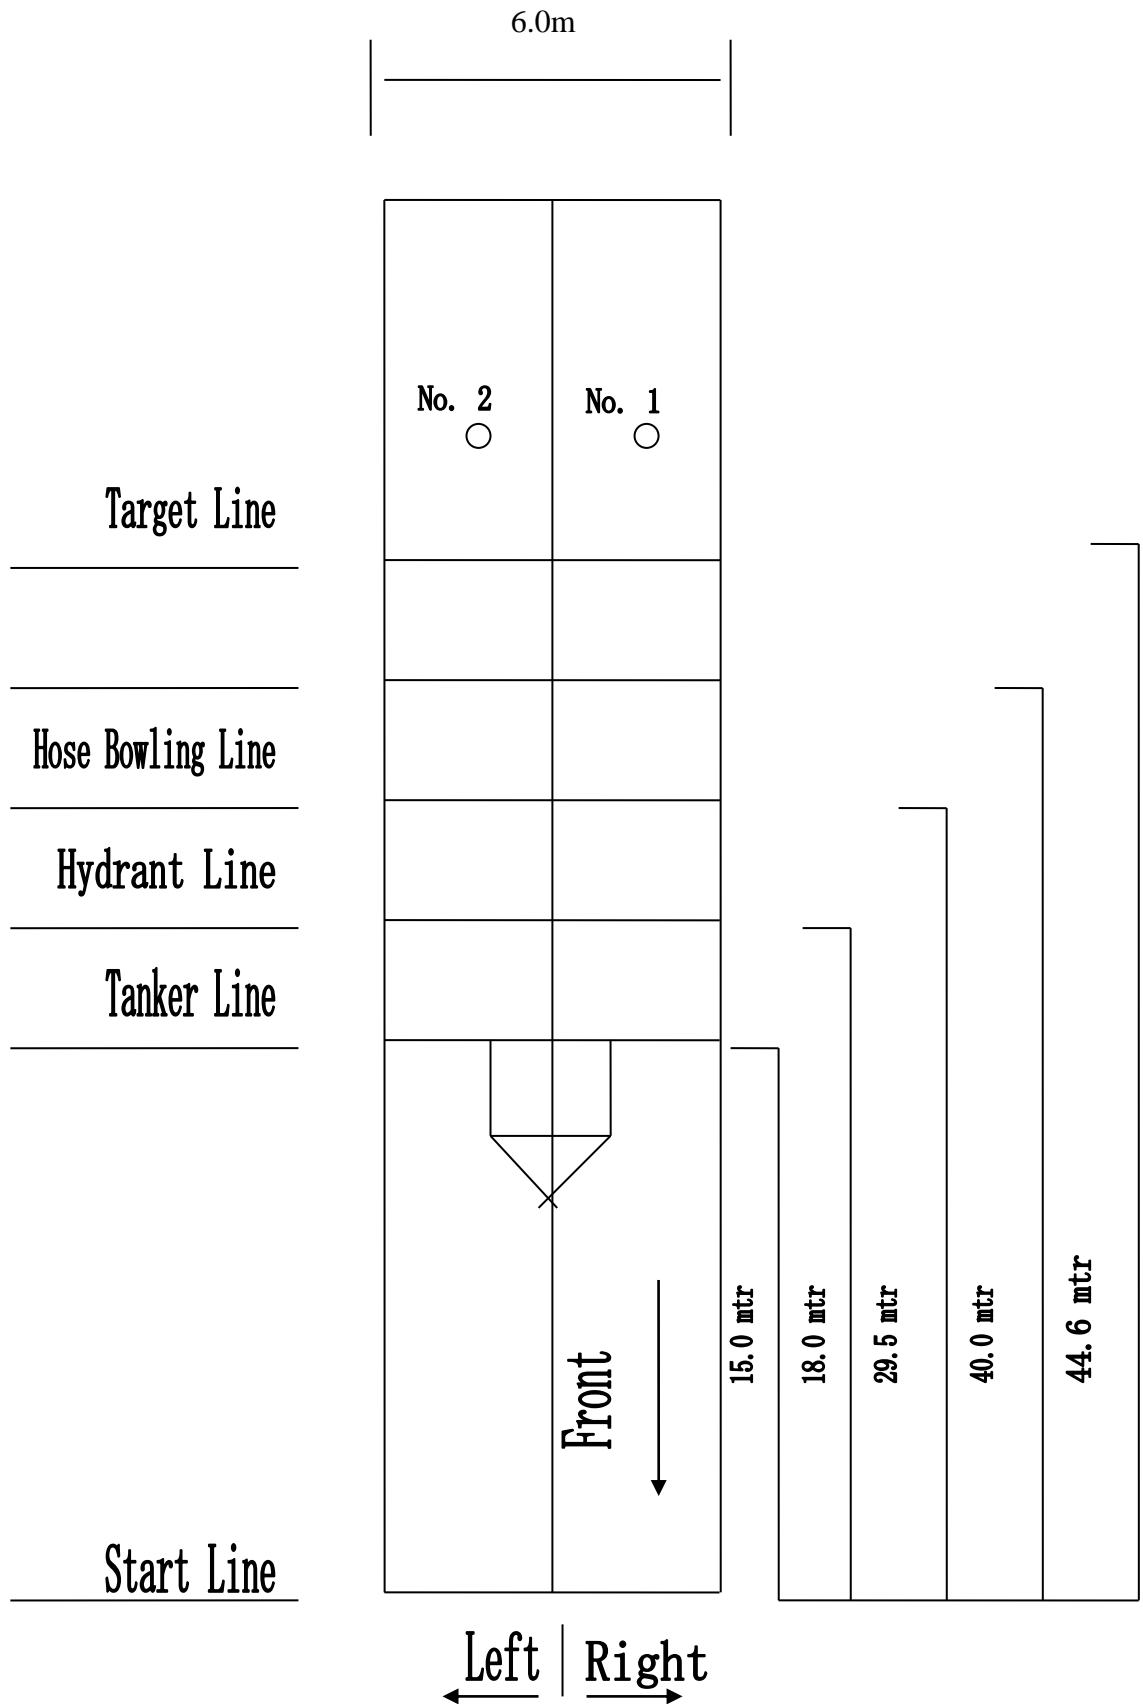 6.0m
No. 2
No. 1
Target Line
Hose Bowling Line
Hydrant Line
Tanker Line
15.0 mtr
18.0 mtr
29.5 mtr
40.0 mtr
44.6 mtr
Front
Start Line
Left
Right